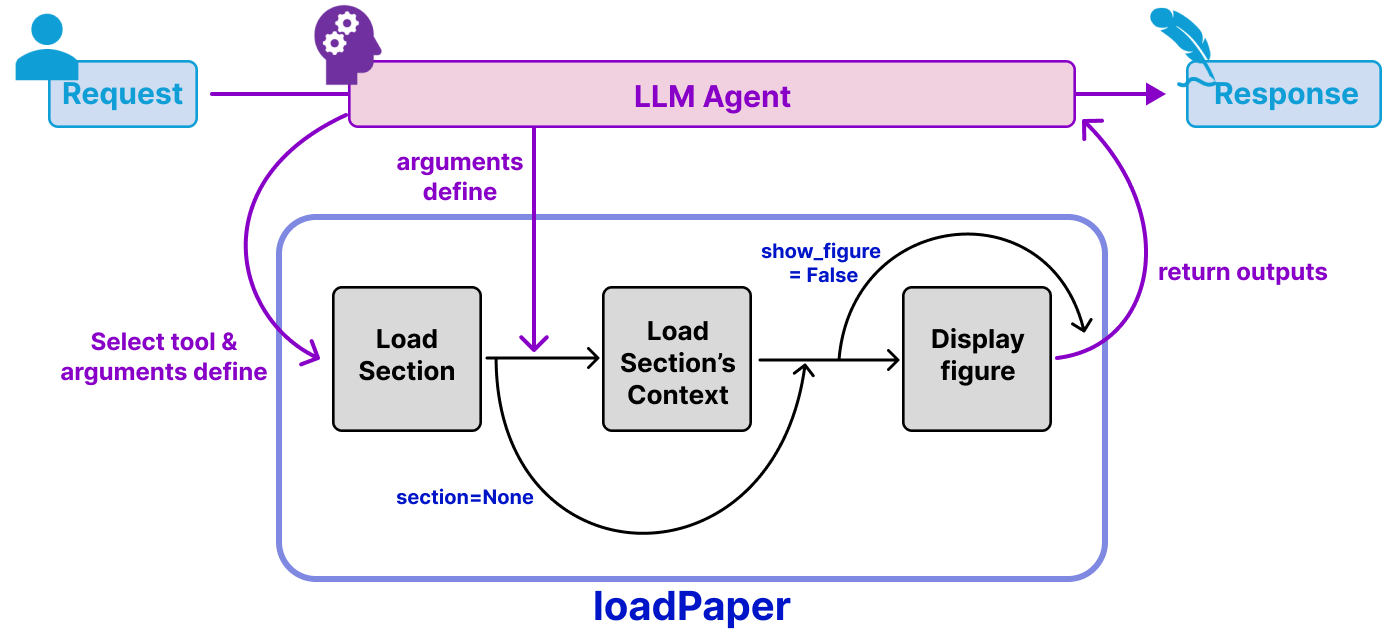 Request
LLM Agent
Response
arguments
define
show_figure
= False
return outputs
Select tool &
arguments define
Load
Section
Load
Section’s
Context
Display
figure
section=None
loadPaper